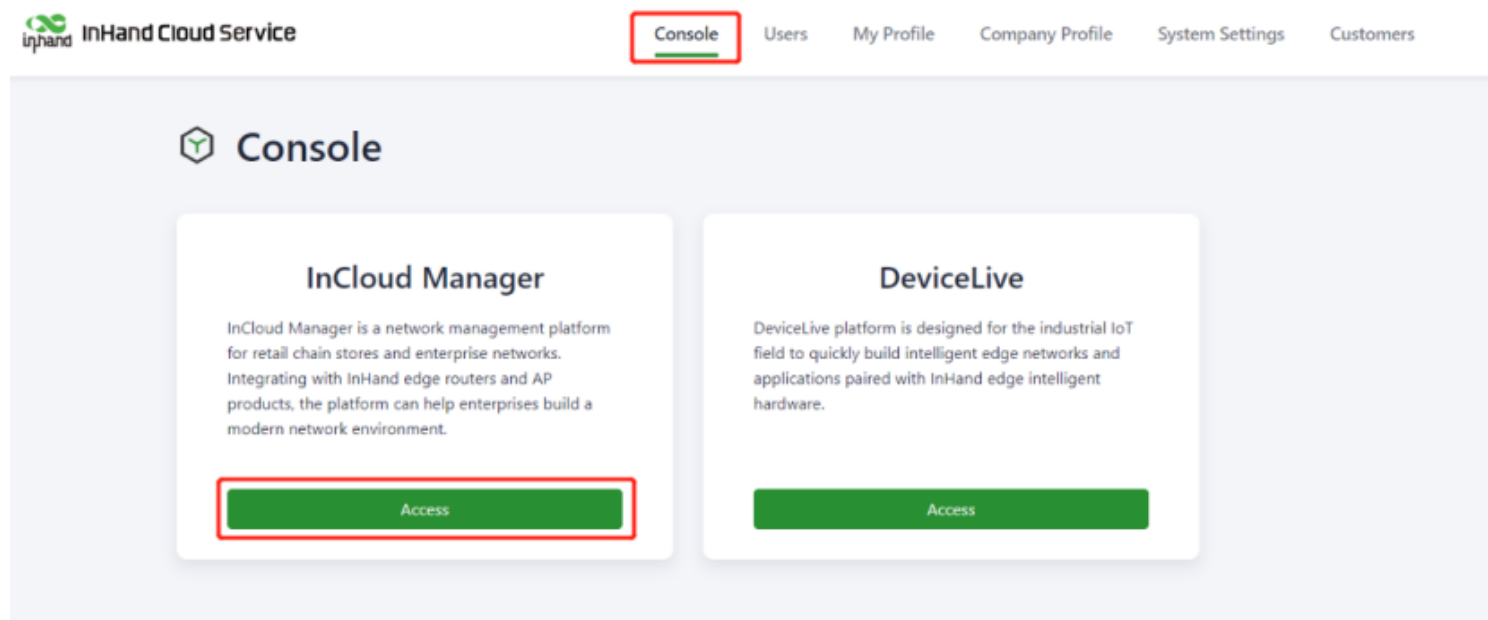 inhand InHand Cloud Service
Console Users My Profile Company Profile System Settings Customers
Console
InCloud Manager
InCloud Manager is a network management platform
for retail chain stores and enterprise networks.
Integrating with InHand edge routers and AP
products, the platform can help enterprises build a
modern network environment.
Access
DeviceLive
DeviceLive platform is designed for the industrial IoT
field to quickly build intelligent edge networks and
applications paired with InHand edge intelligent
hardware.
Access